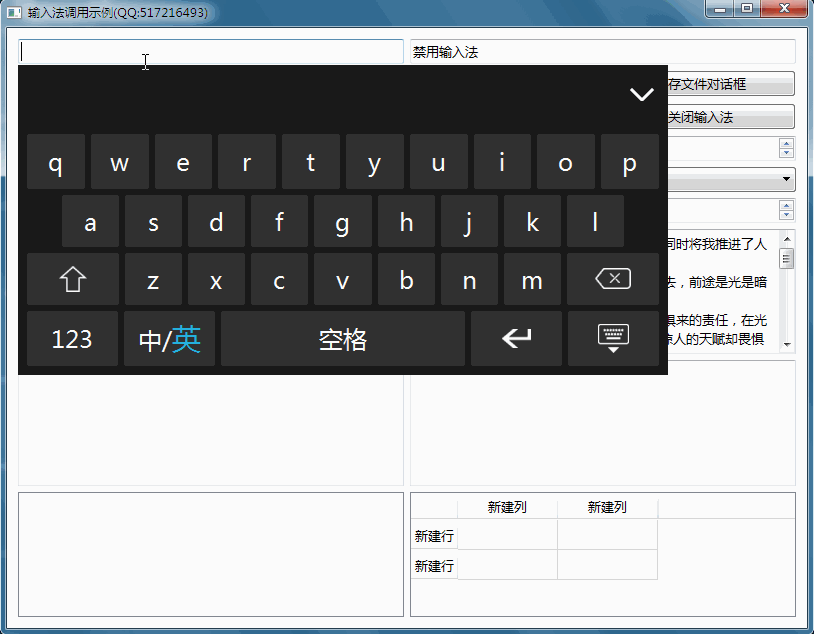 输入法调用示例(QQ:517216493)
禁用输入法
存文件对话框
关闭输入法
q w e r t y u i o p
a s d f g h j k l
z x c v b n m
123 中/英 空格
同时将我推进了人
去，前途是光是暗
惧来的责任，在光
惊人的天赋却畏惧
新建列 新建列
新建行
新建行